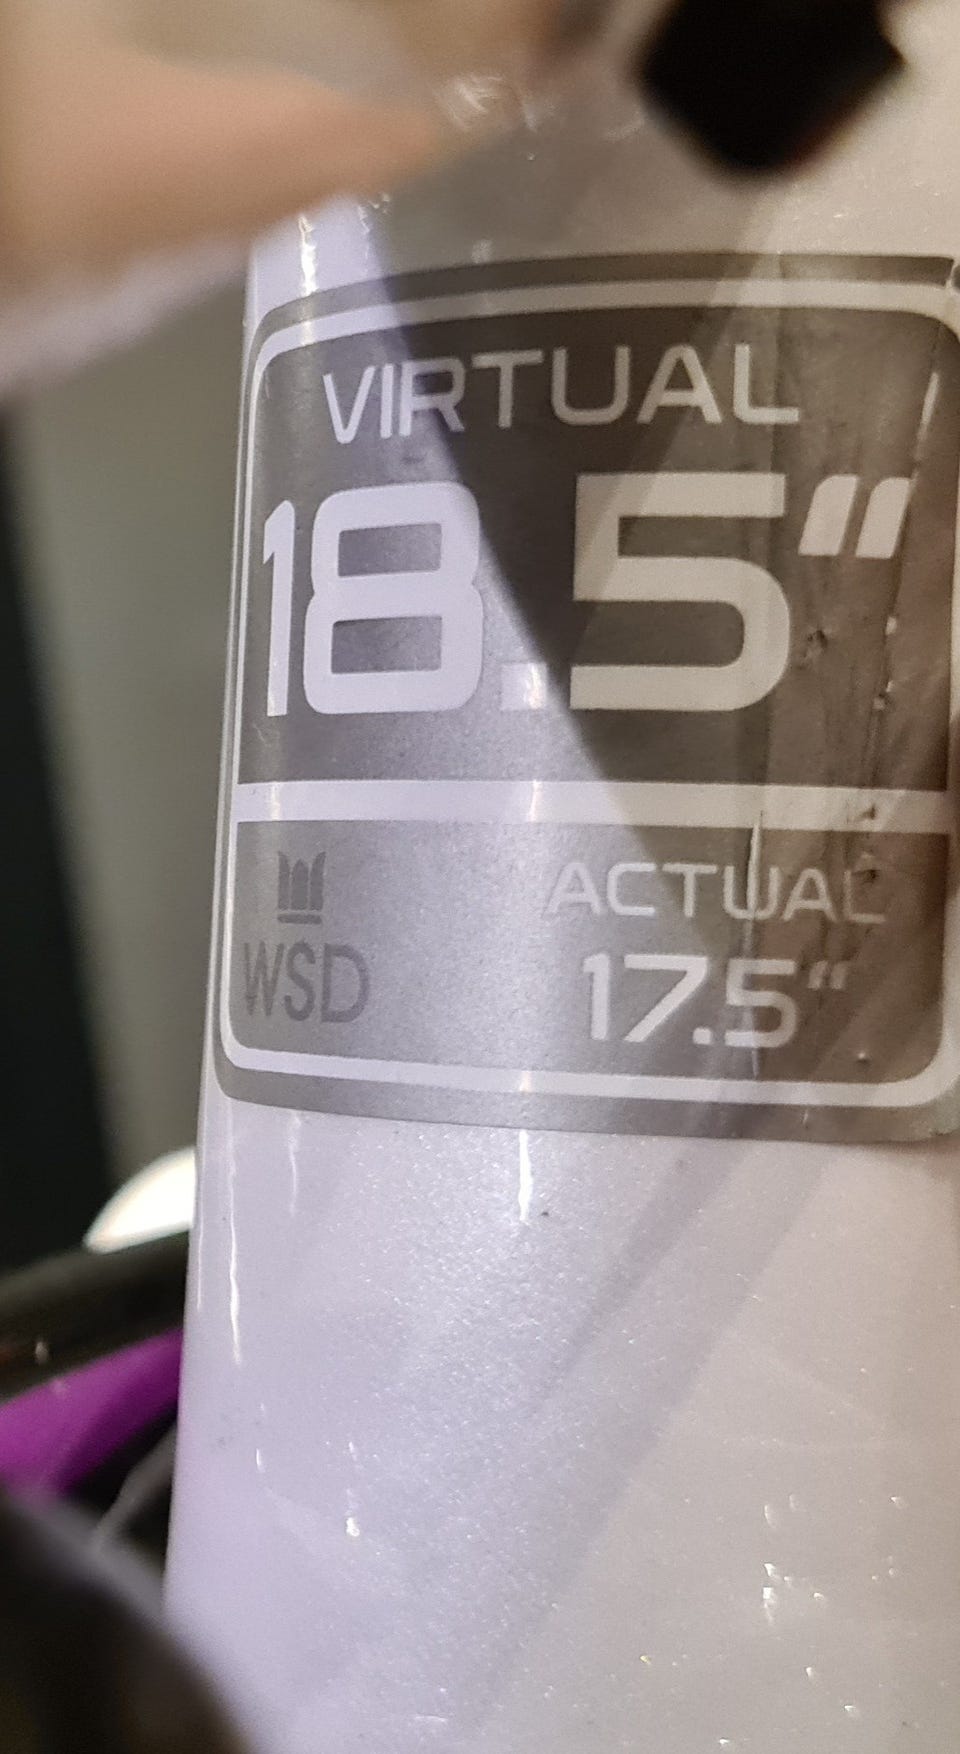 VIRTUAL
18.5“
WSD
ACTUAL
17.5“